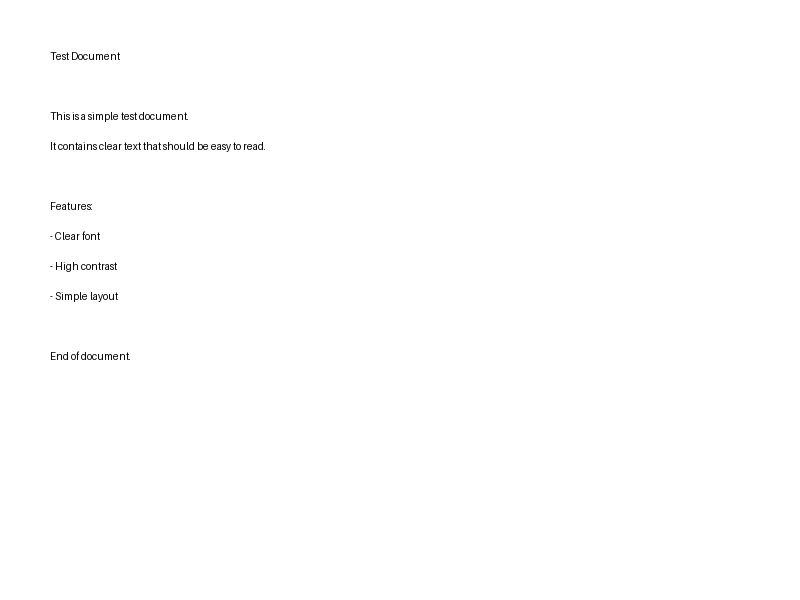 Test Document
This is a simple test document.
It contains clear text that should be easy to read.
Features:
- Clear font
- High contrast
- Simple layout
End of document.